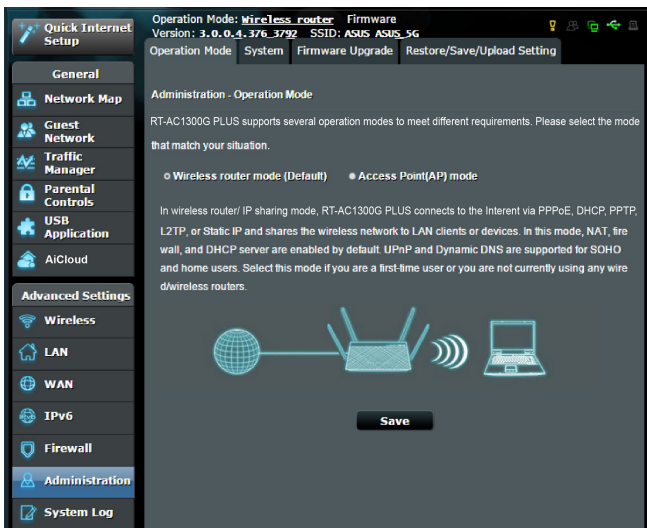 Quick Internet
Setup
Operation Mode: Wireless router Firmware
Version: 3.0.0.4.376_3792 SSID: ASUS ASUS_5G
Operation Mode System Firmware Upgrade Restore/Save/Upload Setting
General
Network Map
Guest
Network
Traffic
Manager
Parental
Controls
USB
Application
AiCloud
Advanced Settings
Wireless
LAN
WAN
IPv6
Firewall
Administration
System Log
Administration - Operation Mode
RT-AC1300G PLUS supports several operation modes to meet different requirements. Please select the mode
that match your situation.
Wireless router mode (Default) Access Point(AP) mode
In wireless router/ IP sharing mode, RT-AC1300G PLUS connects to the Interent via PPPoE, DHCP, PPTP,
L2TP, or Static IP and shares the wireless network to LAN clients or devices. In this mode, NAT, fire
wall, and DHCP server are enabled by default. UPnP and Dynamic DNS are supported for SOHO
and home users. Select this mode if you are a first-time user or you are not currently using any wire
d/wireless routers.
Save